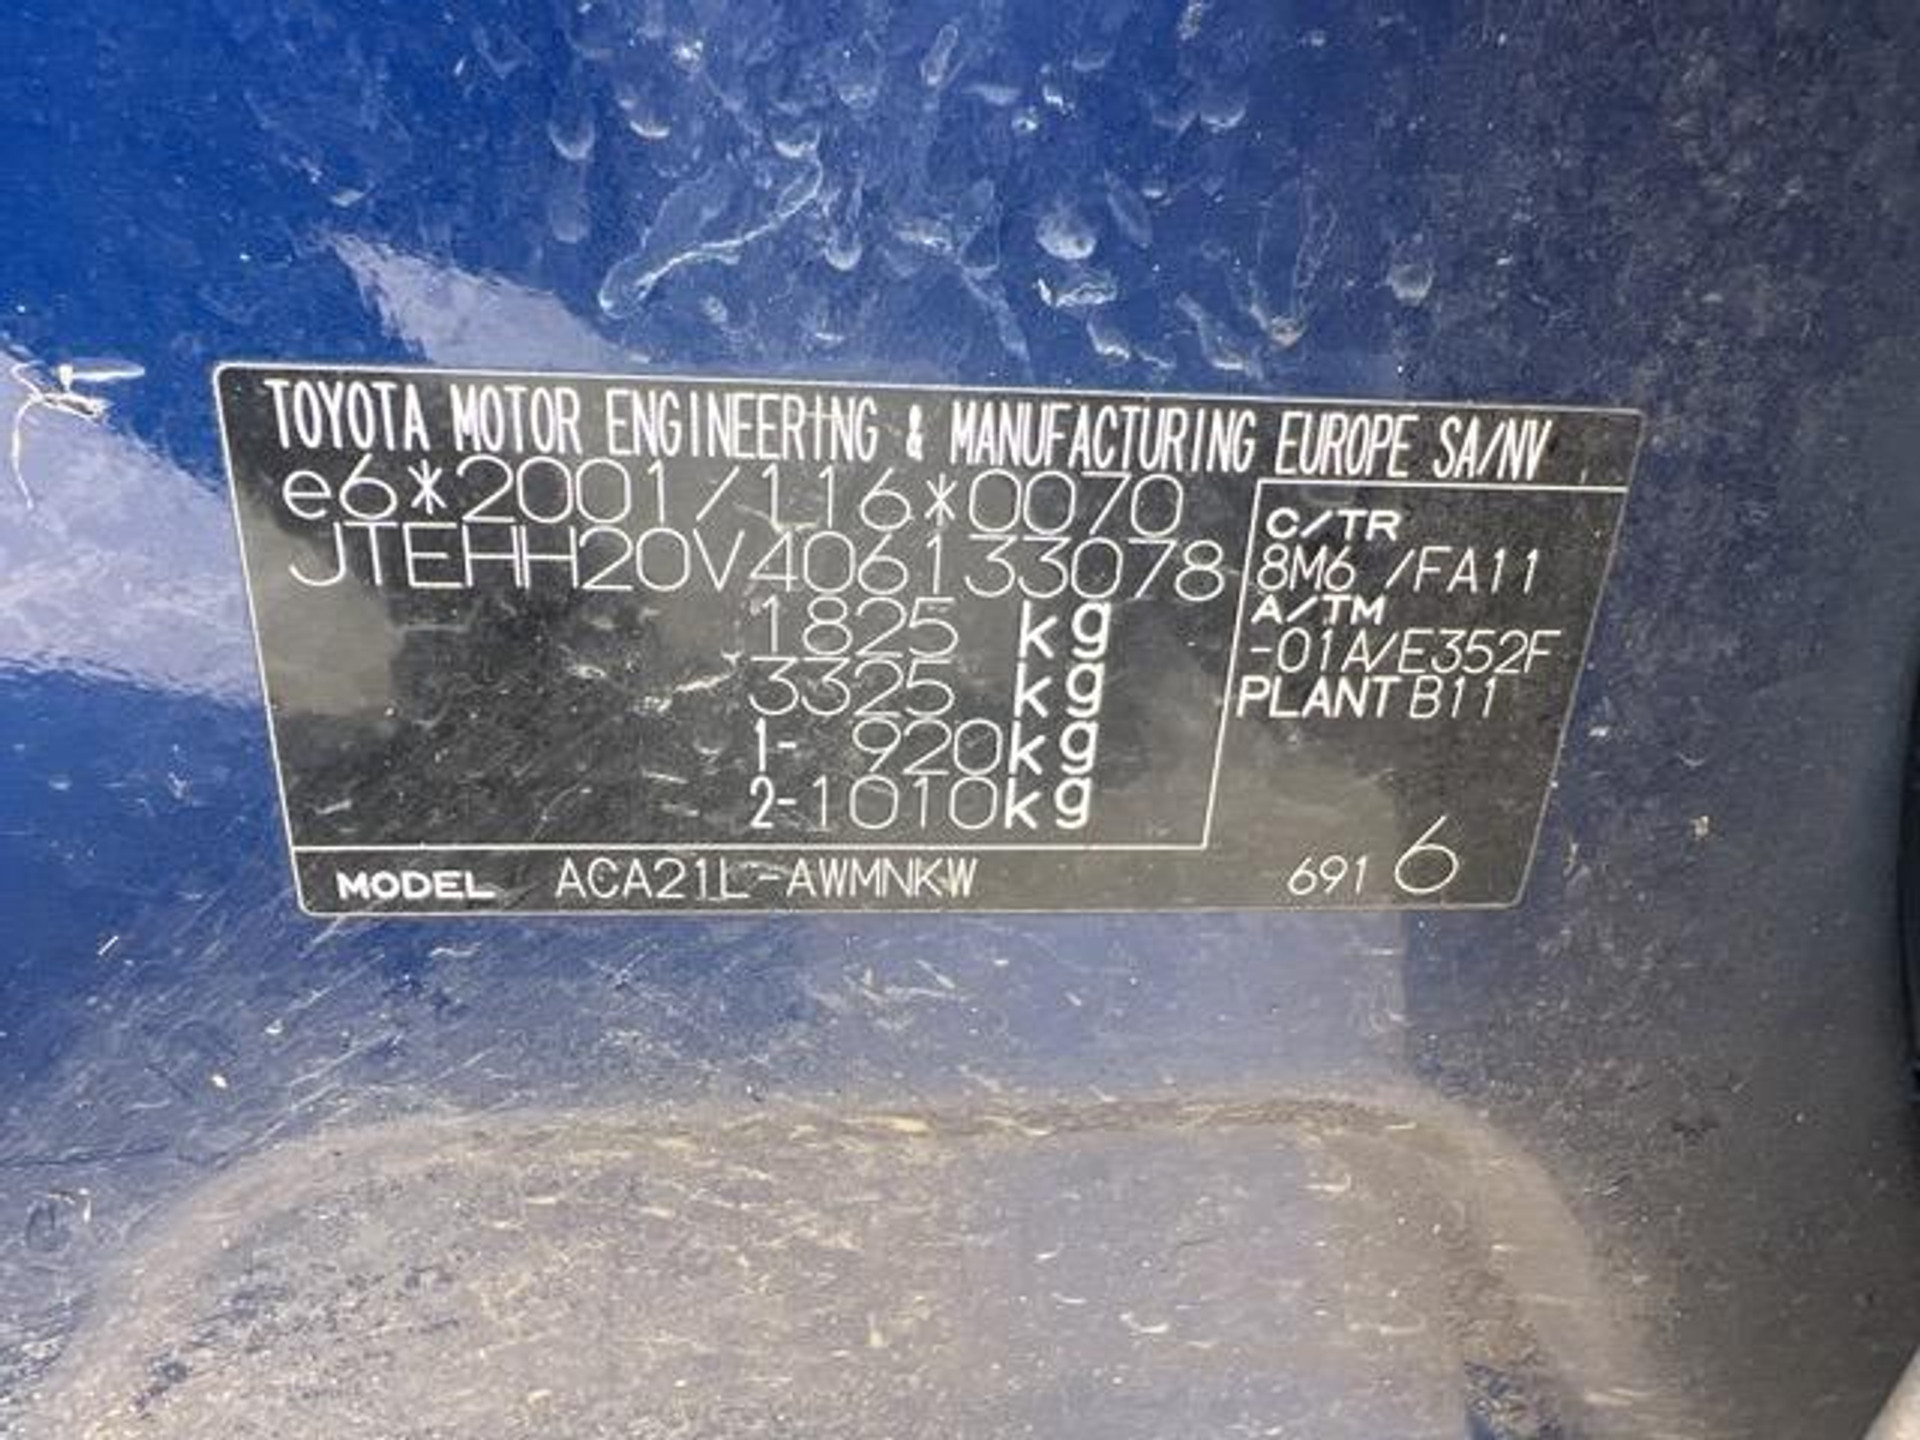 TOYOTA MOTOR ENGINEERING & MANUFACTURING EUROPE SA/NV
e6*2001/116*0070
JTEHH20V406133078
1825 kg
3325 kg
1- 920kg
2-1010kg
C/TR
8M6 /FA11
A/TM
-01A/E352F
PLANT B11
MODEL ACA21L-AWMNKW
691 6